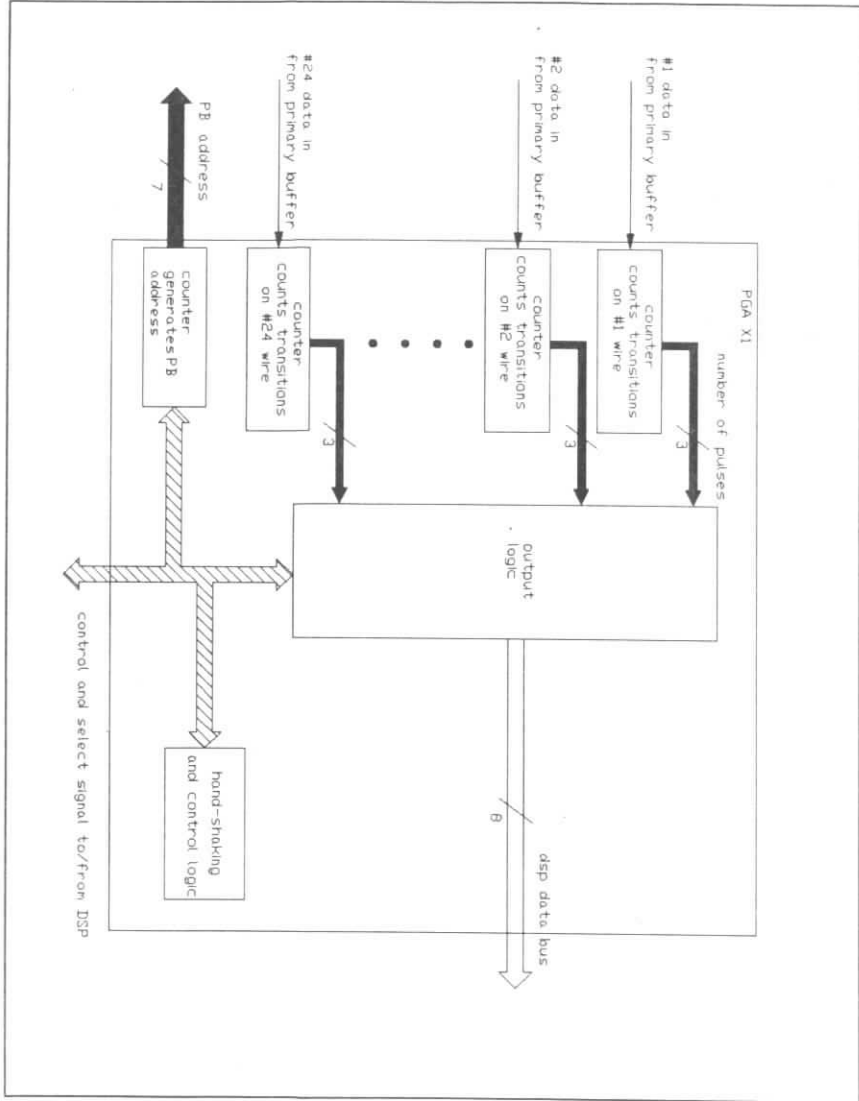 PGA X1
#1 data in
from primary buffer
counter
counts transitions
on #1 wire
number of pulses
3
#2 data in
from primary buffer
counter
counts transitions
on #2 wire
3
#24 data in
from primary buffer
counter
counts transitions
on #24 wire
3
output
logic
8
dsp data bus
PB address
7
counter
generatesPB
address
hand-shaking
and control logic
control and select signal to/from DSP